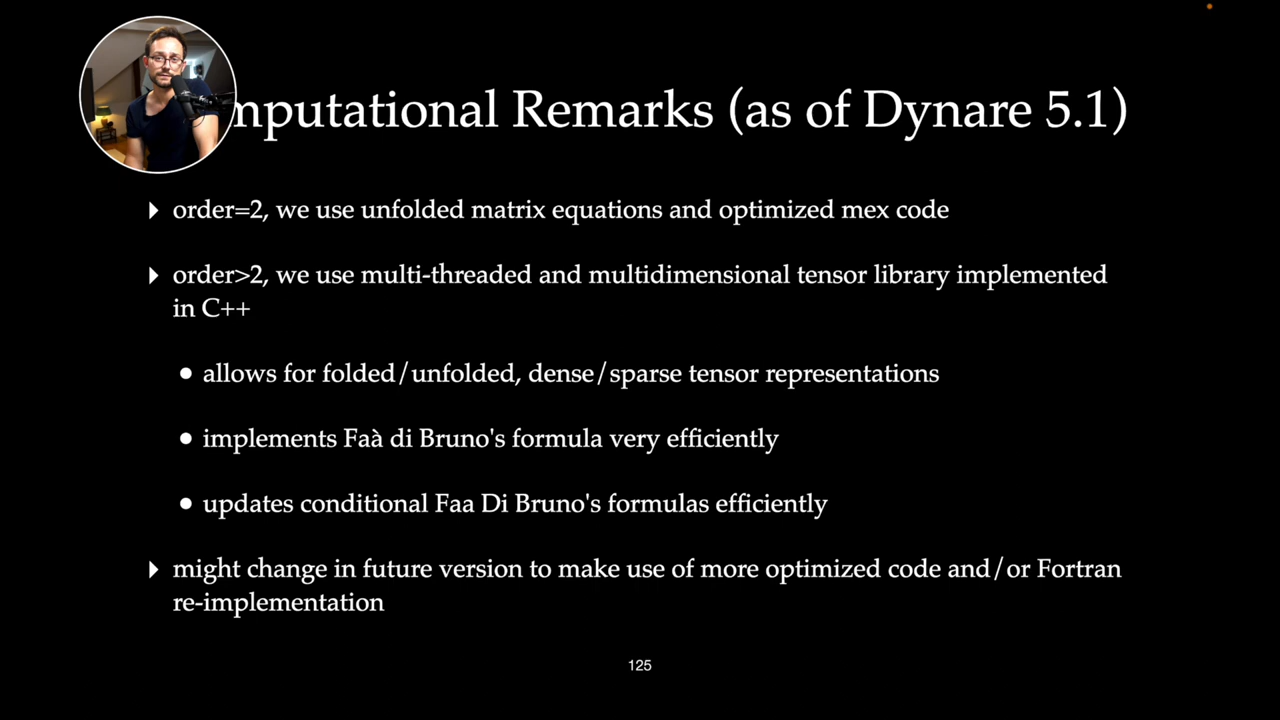 mputational Remarks (as of Dynare 5.1)
order=2, we use unfolded matrix equations and optimized mex code
order>2, we use multi-threaded and multidimensional tensor library implemented
in C++
allows for folded/unfolded, dense/sparse tensor representations
implements Faà di Bruno's formula very efficiently
updates conditional Faa Di Bruno's formulas efficiently
might change in future version to make use of more optimized code and/or Fortran
re-implementation
125